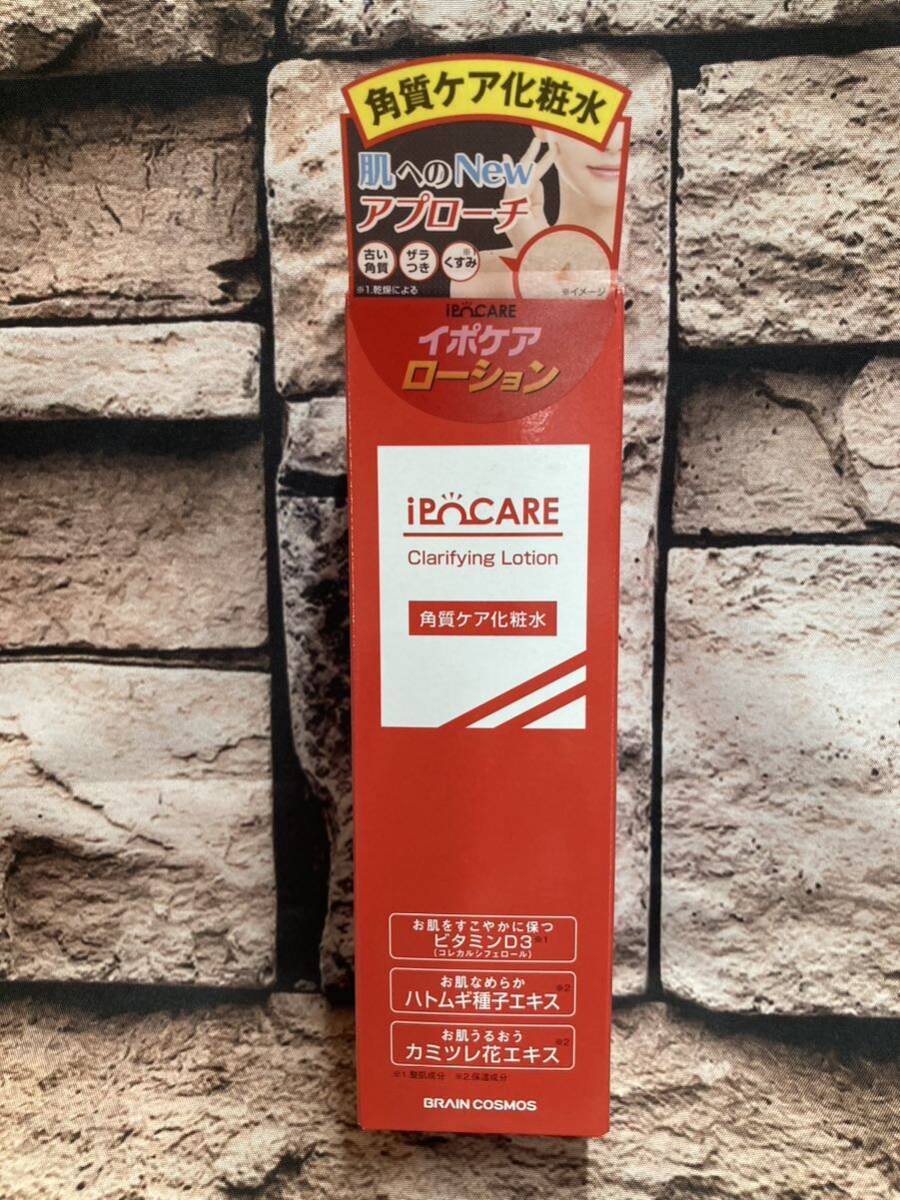 角質ケア化粧水
肌へのNew
アプローチ
古い
角質
ザラ
つき
くすみ※
※1.乾燥による
※イメージ
iPOCARE
イポケア
ローション
iPOCARE
Clarifying Lotion
角質ケア化粧水
お肌をすこやかに保つ
ビタミンD3※1
(コレカルシフェロール)
お肌なめらか
ハトムギ種子エキス※2
お肌うるおう
カミツレ花エキス※2
※1.整肌成分 ※2.保湿成分
BRAIN COSMOS